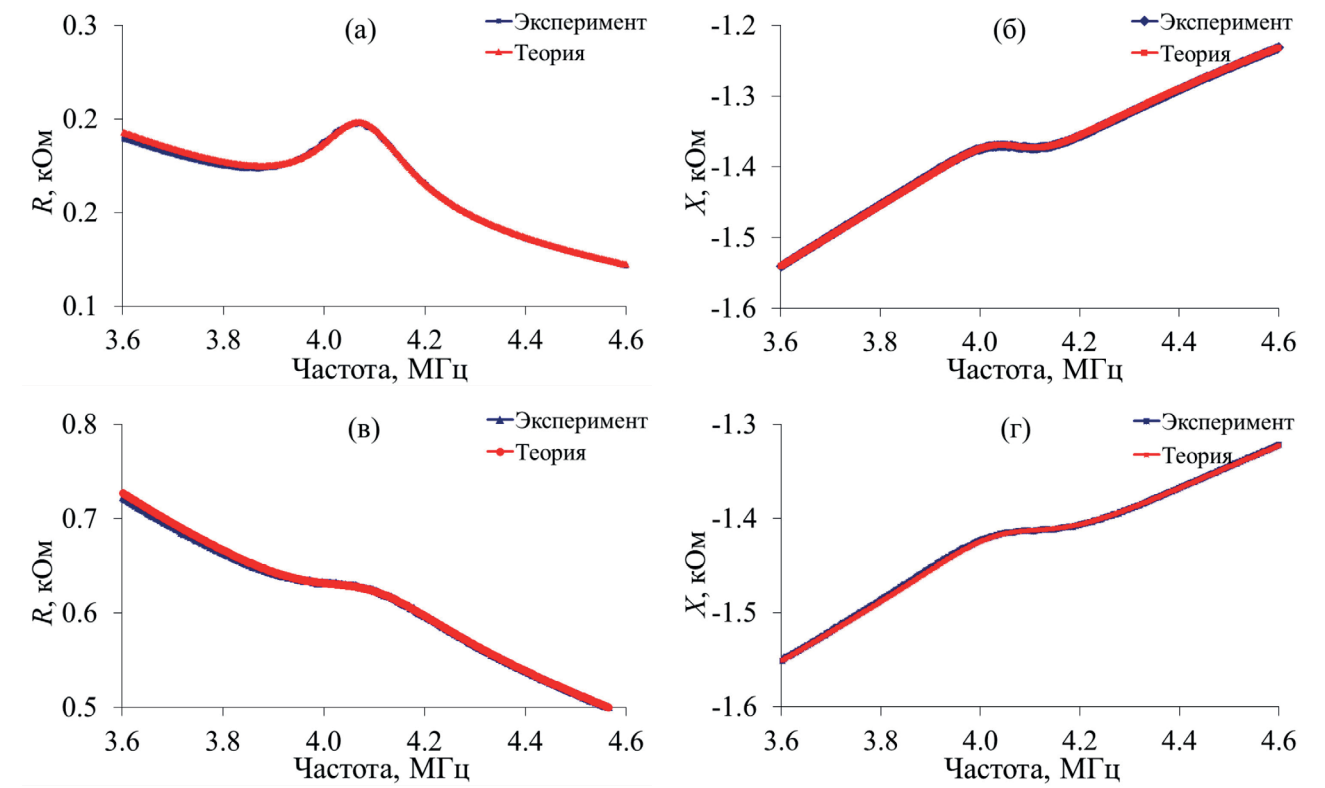 0.3
0.2
0.2
0.1
R, кОм
(а)
Эксперимент
Теория
3.6 3.8 4.0 4.2 4.4 4.6
Частота, МГц
-1.2
-1.3
-1.4
-1.5
-1.6
X, кОм
(б)
Эксперимент
Теория
3.6 3.8 4.0 4.2 4.4 4.6
Частота, МГц
0.8
0.7
0.6
0.5
R, кОм
(в)
Эксперимент
Теория
3.6 3.8 4.0 4.2 4.4 4.6
Частота, МГц
-1.3
-1.4
-1.5
-1.6
X, кОм
(г)
Эксперимент
Теория
3.6 3.8 4.0 4.2 4.4 4.6
Частота, МГц